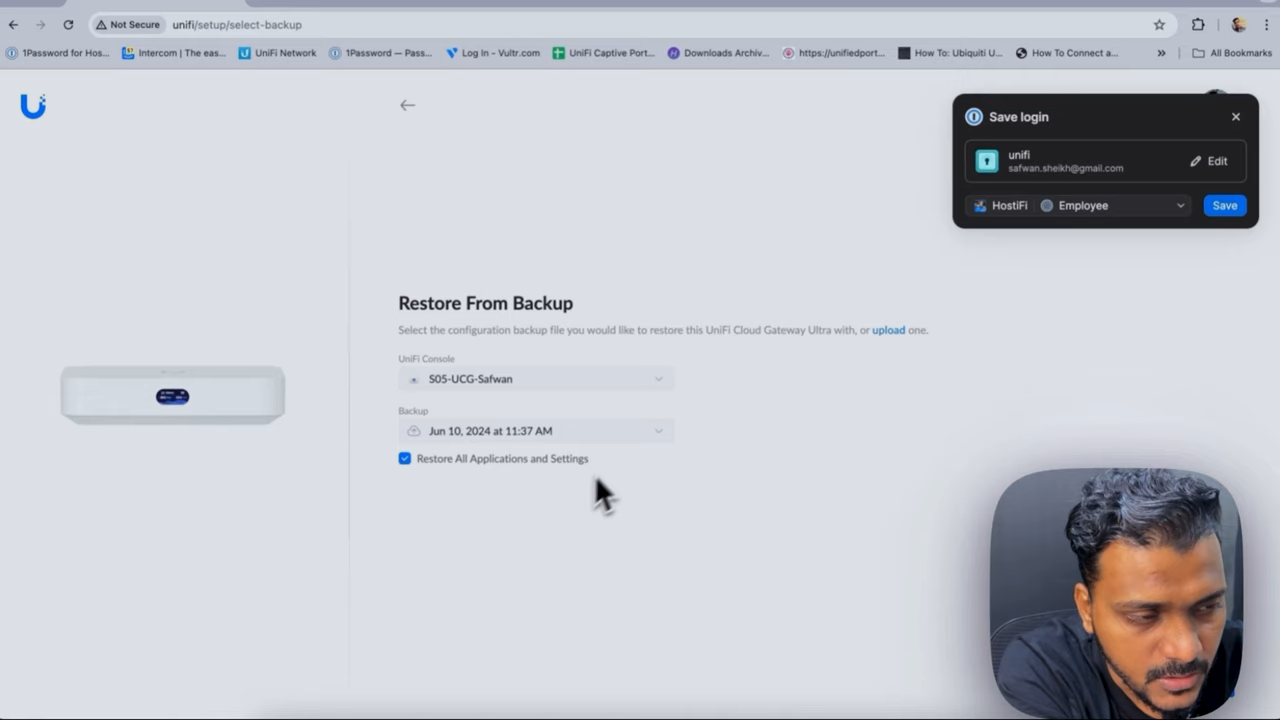 Not Secure unifi/setup/select-backup
1Password for Hos... Intercom | The eas... UniFi Network 1Password — Pass... Log In - Vultr.com UniFi Captive Port... Downloads Archiv... https://unifiedport... How To: Ubiquiti U... How To Connect a... » All Bookmarks
Save login
unifi
safwan.sheikh@gmail.com
Edit
HostiFi Employee Save
Restore From Backup
Select the configuration backup file you would like to restore this UniFi Cloud Gateway Ultra with, or upload one.
UniFi Console
S05-UCG-Safwan
Backup
Jun 10, 2024 at 11:37 AM
Restore All Applications and Settings